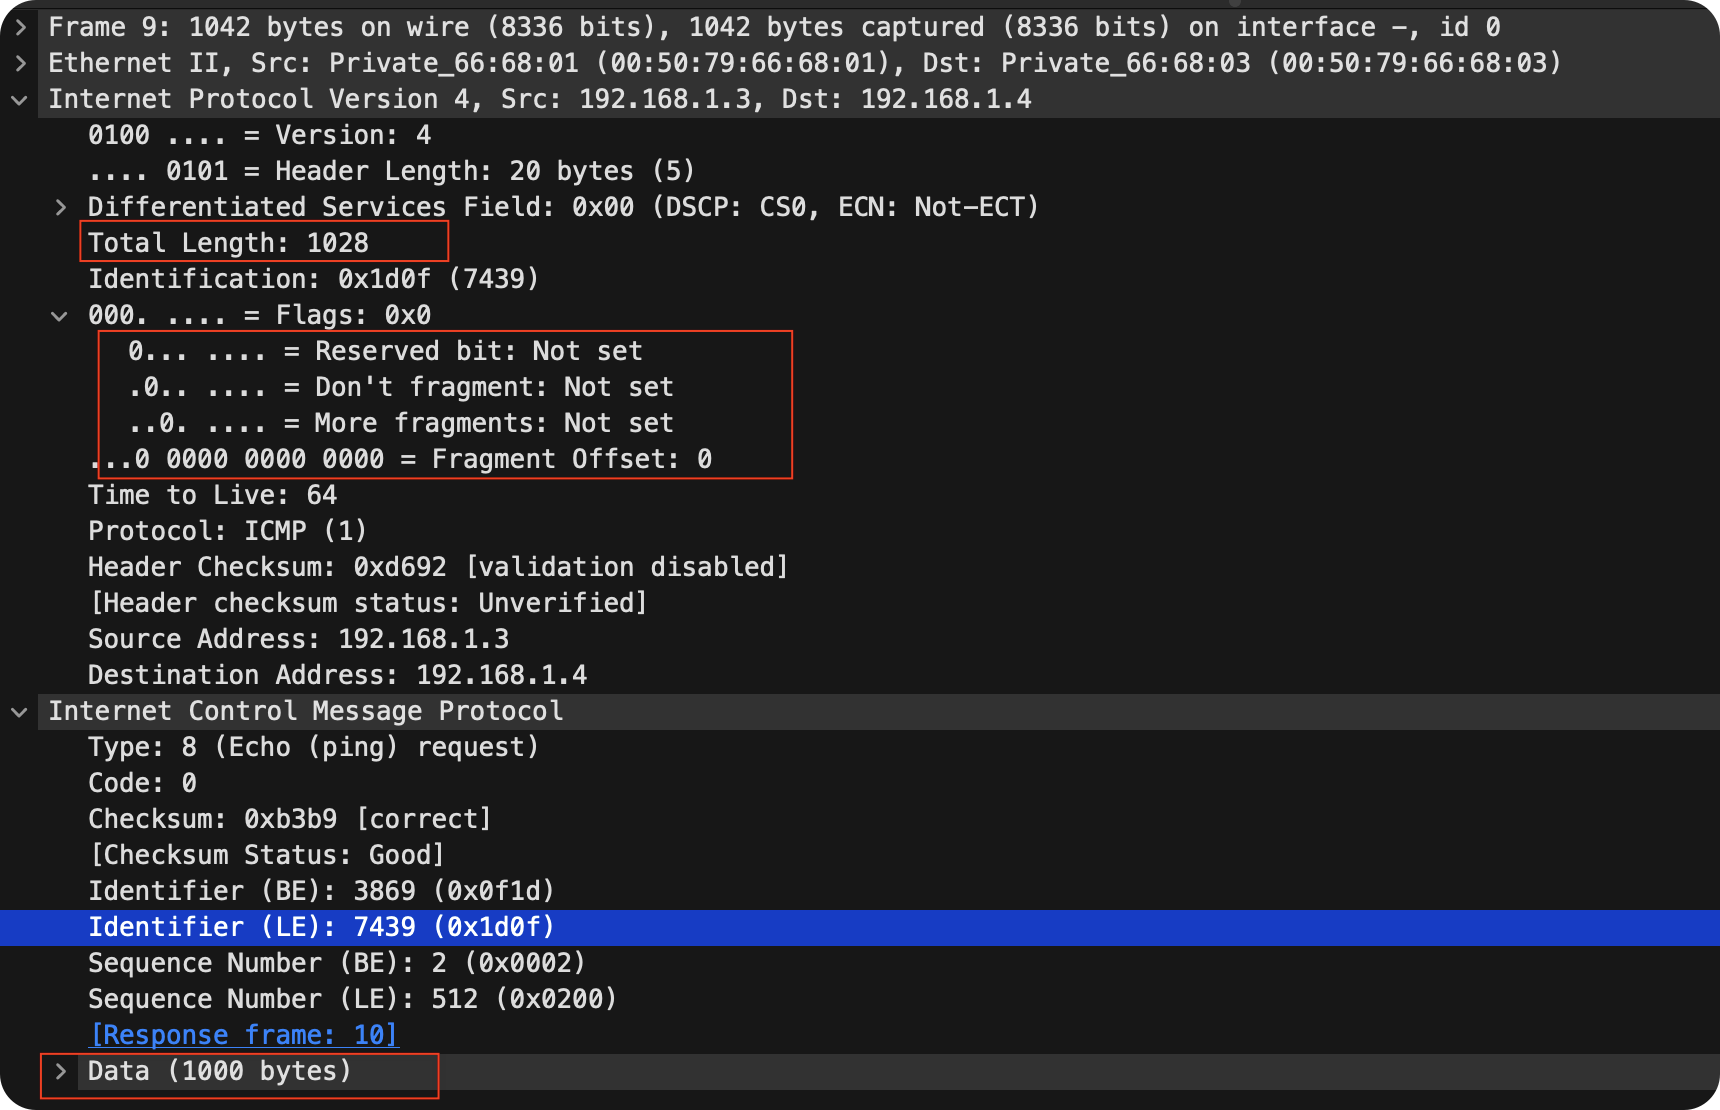 Frame 9: 1042 bytes on wire (8336 bits), 1042 bytes captured (8336 bits) on interface -, id 0
Ethernet II, Src: Private_66:68:01 (00:50:79:66:68:01), Dst: Private_66:68:03 (00:50:79:66:68:03)
Internet Protocol Version 4, Src: 192.168.1.3, Dst: 192.168.1.4
0100 .... = Version: 4
.... 0101 = Header Length: 20 bytes (5)
Differentiated Services Field: 0x00 (DSCP: CS0, ECN: Not-ECT)
Total Length: 1028
Identification: 0x1d0f (7439)
000. .... = Flags: 0x0
0... .... = Reserved bit: Not set
.0.. .... = Don't fragment: Not set
..0. .... = More fragments: Not set
...0 0000 0000 0000 = Fragment Offset: 0
Time to Live: 64
Protocol: ICMP (1)
Header Checksum: 0xd692 [validation disabled]
[Header checksum status: Unverified]
Source Address: 192.168.1.3
Destination Address: 192.168.1.4
Internet Control Message Protocol
Type: 8 (Echo (ping) request)
Code: 0
Checksum: 0xb3b9 [correct]
[Checksum Status: Good]
Identifier (BE): 3869 (0x0f1d)
Identifier (LE): 7439 (0x1d0f)
Sequence Number (BE): 2 (0x0002)
Sequence Number (LE): 512 (0x0200)
[Response frame: 10]
Data (1000 bytes)